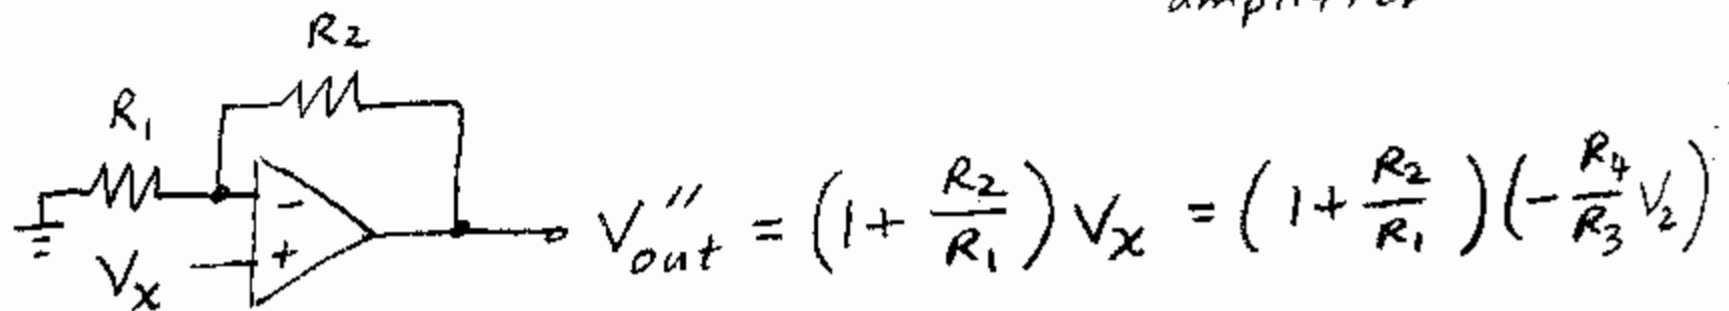 R2
R1
V''out = (1 + R2/R1) Vx = (1 + R2/R1)(-R4/R3 V2)
-
+
Vx